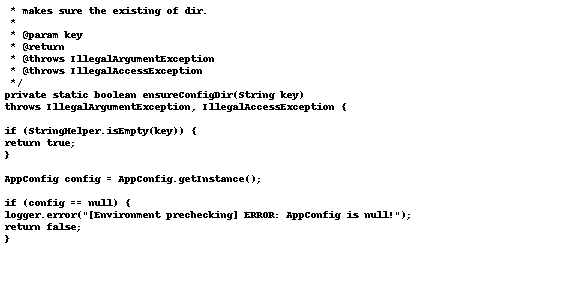 * makes sure the existing of dir.
*
* @param key
* @return
* @throws IllegalArgumentException
* @throws IllegalAccessException
*/
private static boolean ensureConfigDir(String key)
throws IllegalArgumentException, IllegalAccessException {
if (StringHelper.isEmpty(key)) {
return true;
}
AppConfig config = AppConfig.getInstance();
if (config == null) {
logger.error("[Environment prechecking] ERROR: AppConfig is null!");
return false;
}